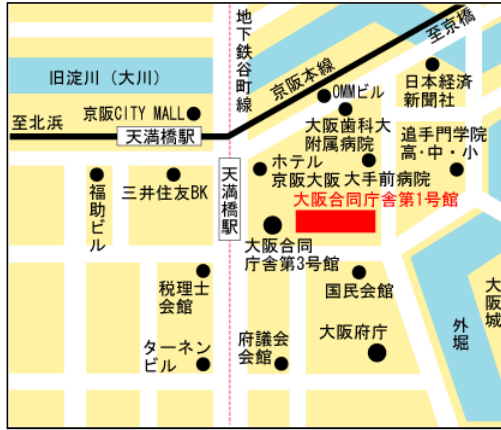 地下鉄谷町線
旧淀川（大川）
京阪本線
至京橋
OMMビル
日本経済
新聞社
京阪CITY MALL
至北浜
天満橋駅
大阪歯科大
附属病院
追手門学院
高・中・小
福助ビル
三井住友BK
天満橋駅
ホテル
京阪大阪
大手前病院
大阪合同庁舎第1号館
大阪合同
庁舎第3号館
税理士
会館
国民会館
大阪城
外堀
ターネン
ビル
府議会
会館
大阪府庁